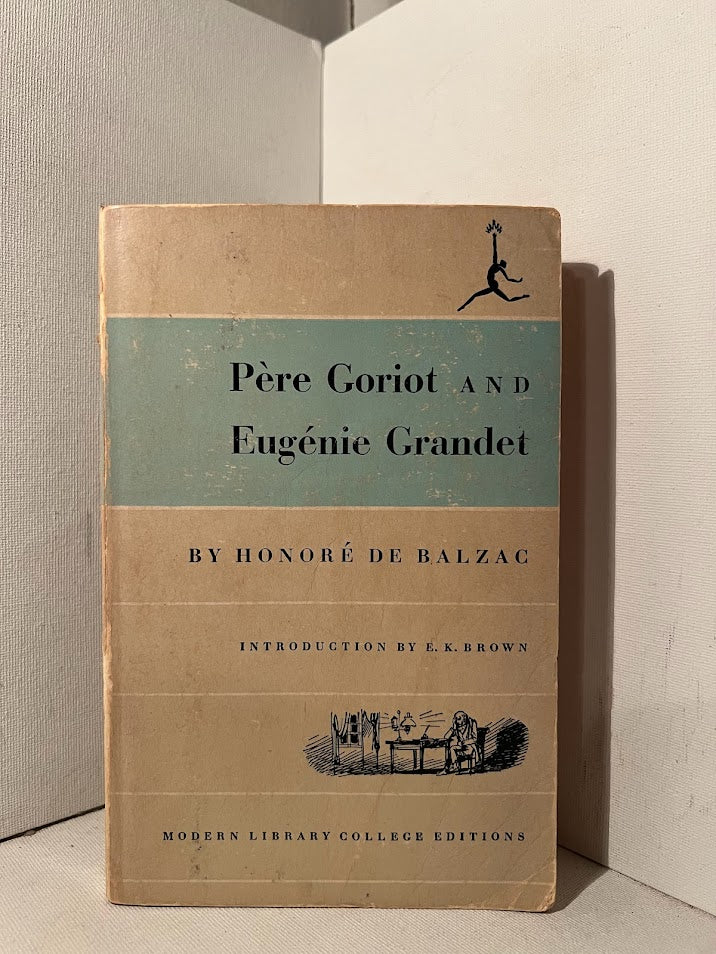 Père Goriot AND
Eugénie Grandet
BY HONORÉ DE BALZAC
INTRODUCTION BY E. K. BROWN
MODERN LIBRARY COLLEGE EDITIONS